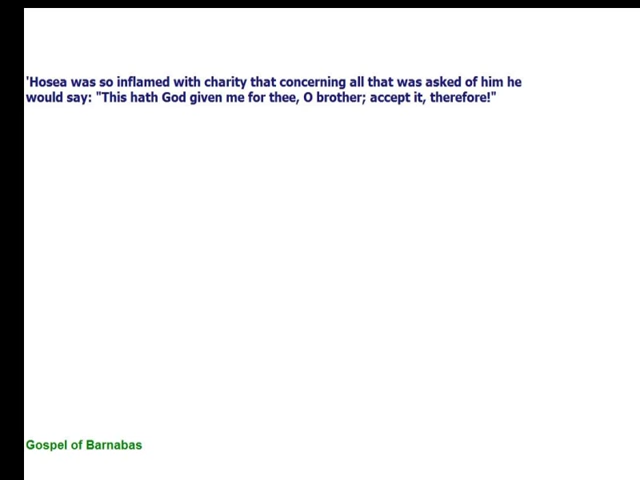 'Hosea was so inflamed with charity that concerning all that was asked of him he
would say: "This hath God given me for thee, O brother; accept it, therefore!"
Gospel of Barnabas